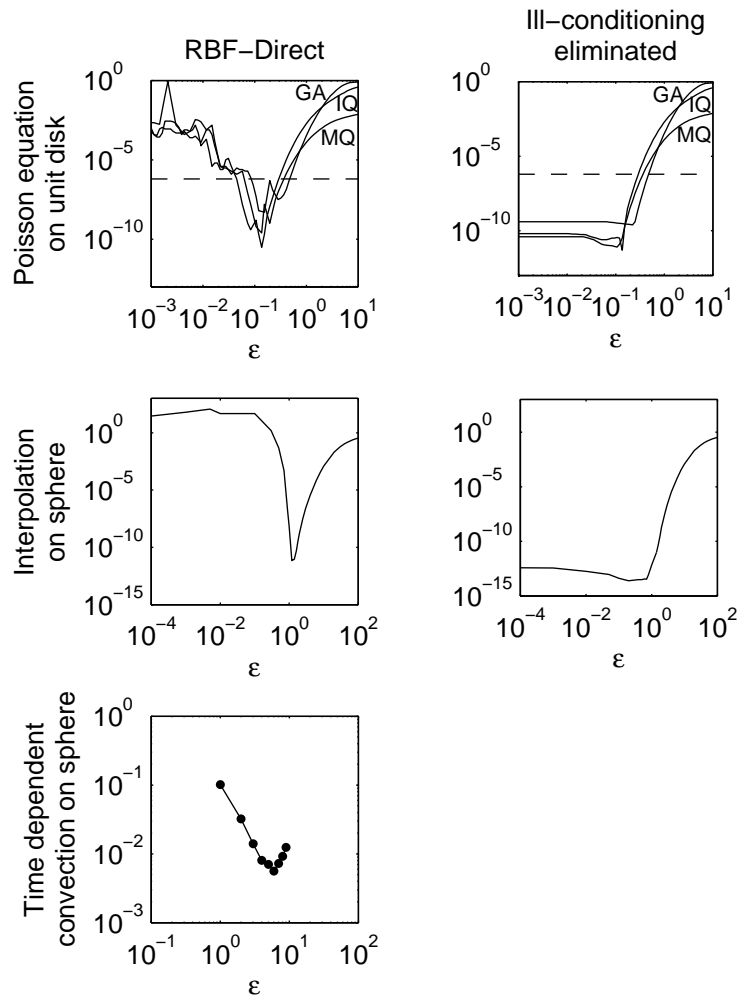 RBF−Direct
Ill−conditioning
eliminated
Poisson equation
on unit disk
10^0
10^−5
10^−10
10^−3 10^−2 10^−1 10^0 10^1
ε
GA
IQ
MQ
10^0
10^−5
10^−10
10^−3 10^−2 10^−1 10^0 10^1
ε
GA
IQ
MQ
Interpolation
on sphere
10^0
10^−5
10^−10
10^−15
10^−4 10^−2 10^0 10^2
ε
10^0
10^−5
10^−10
10^−15
10^−4 10^−2 10^0 10^2
ε
Time dependent
convection on sphere
10^0
10^−1
10^−2
10^−3
10^−1 10^0 10^1 10^2
ε